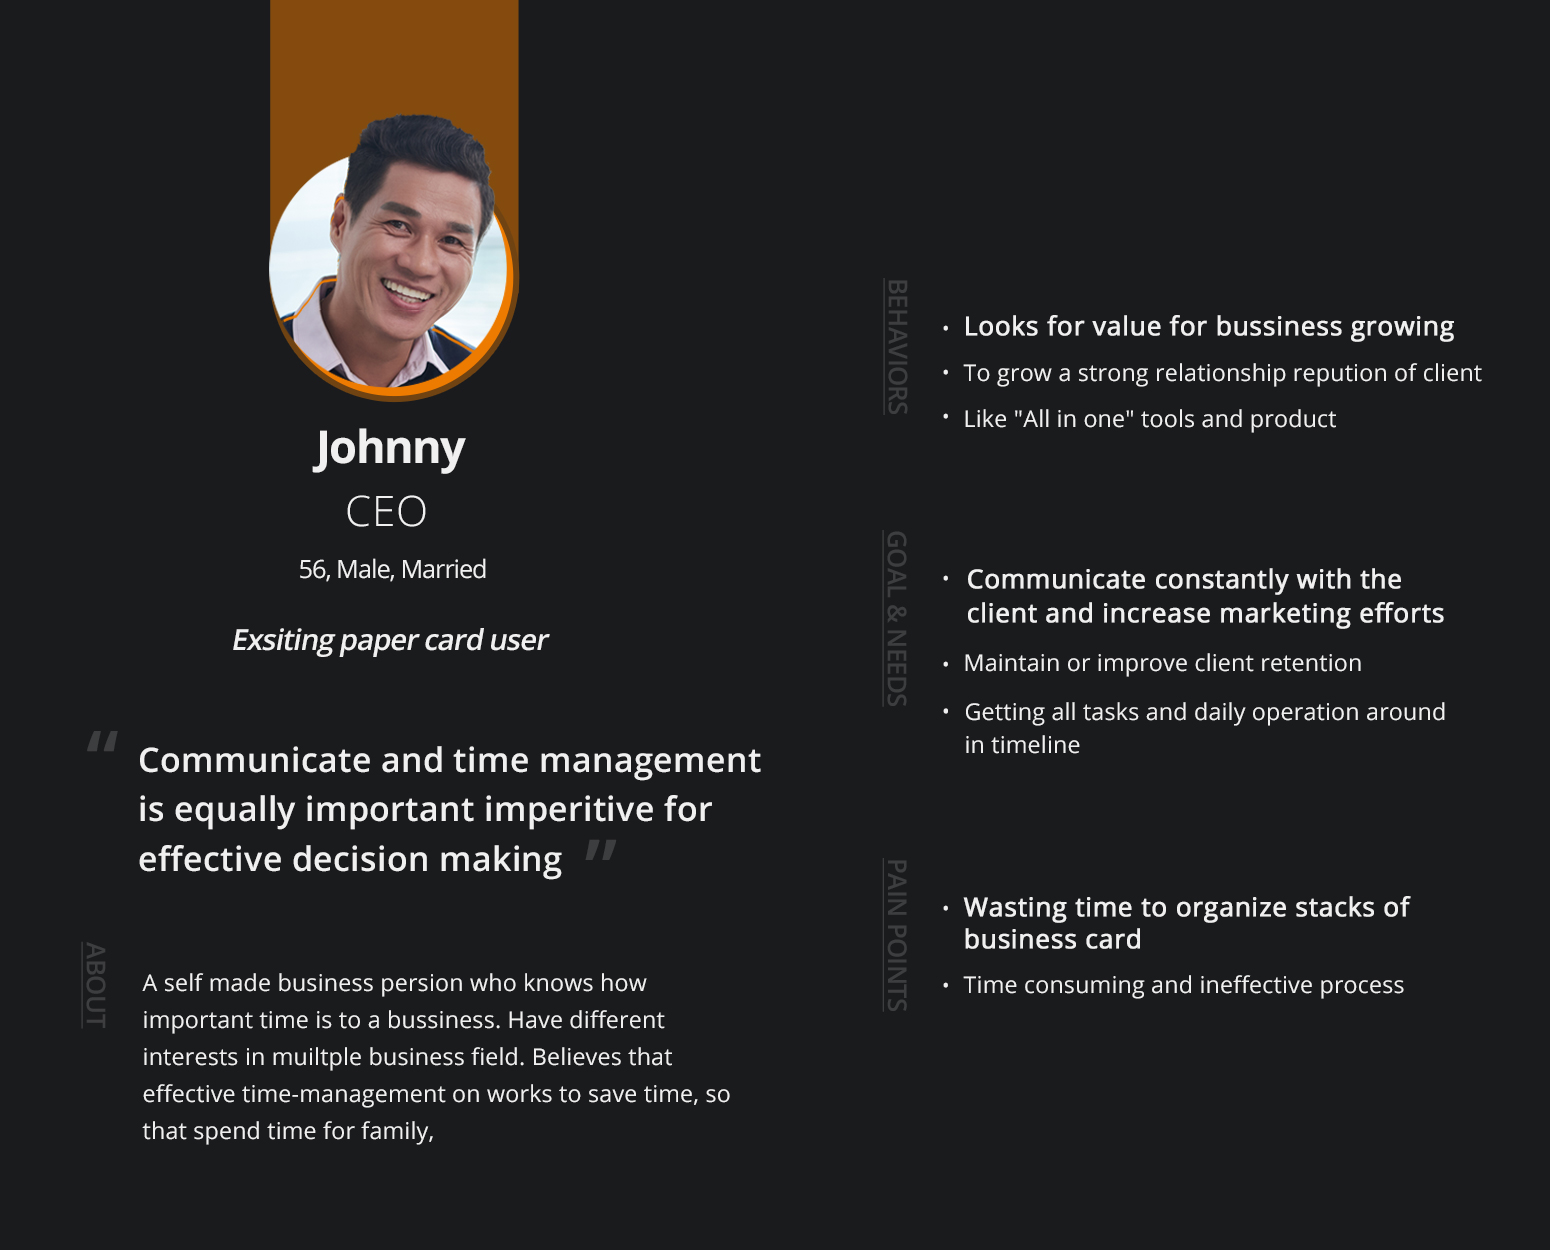 Johnny
CEO
56, Male, Married
Exsiting paper card user
“ Communicate and time management
is equally important imperitive for
effective decision making ”
ABOUT
A self made business persion who knows how
important time is to a bussiness. Have different
interests in muiltple business field. Believes that
effective time-management on works to save time, so
that spend time for family,
BEHAVIORS
• Looks for value for bussiness growing
• To grow a strong relationship repution of client
• Like "All in one" tools and product
GOAL & NEEDS
• Communicate constantly with the
client and increase marketing efforts
• Maintain or improve client retention
• Getting all tasks and daily operation around
in timeline
PAIN POINTS
• Wasting time to organize stacks of
business card
• Time consuming and ineffective process